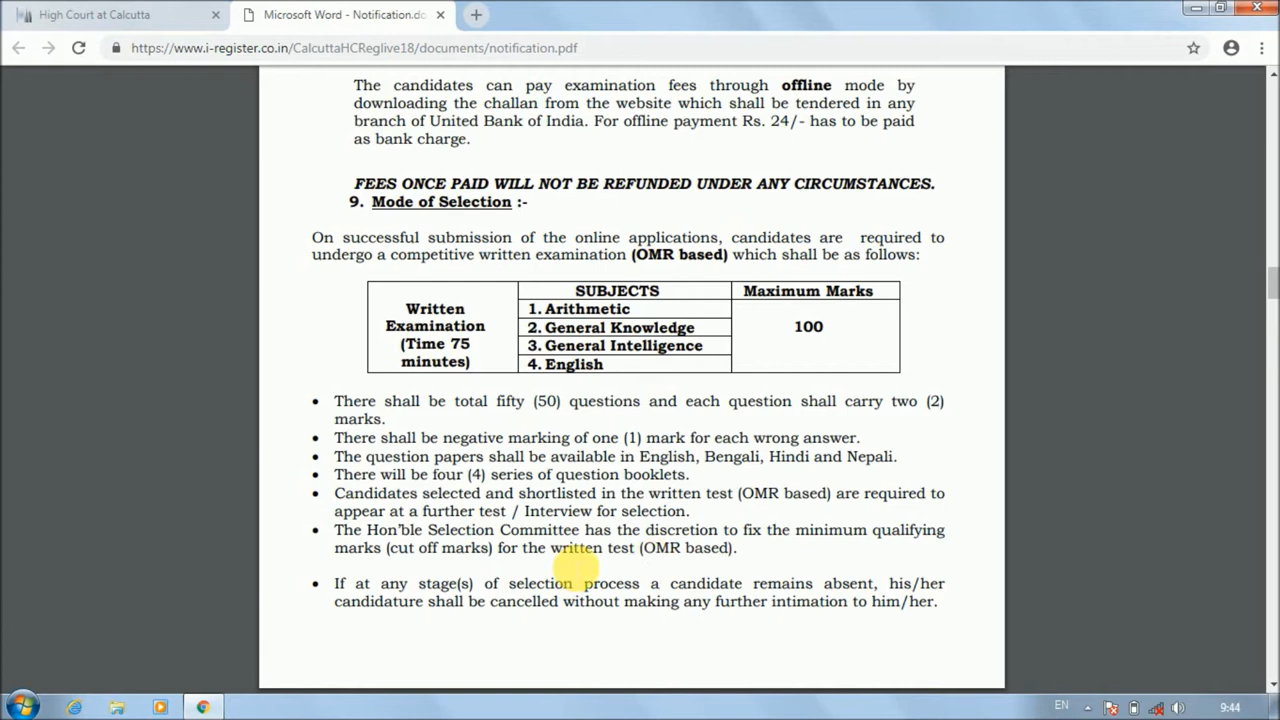 High Court at Calcutta
Microsoft Word - Notification.do
https://www.i-register.co.in/CalcuttaHCReglive18/documents/notification.pdf
The candidates can pay examination fees through offline mode by
downloading the challan from the website which shall be tendered in any
branch of United Bank of India. For offline payment Rs. 24/- has to be paid
as bank charge.
FEES ONCE PAID WILL NOT BE REFUNDED UNDER ANY CIRCUMSTANCES.
9. Mode of Selection :-
On successful submission of the online applications, candidates are required to
undergo a competitive written examination (OMR based) which shall be as follows:
Written
Examination
(Time 75
minutes)
SUBJECTS
1. Arithmetic
2. General Knowledge
3. General Intelligence
4. English
Maximum Marks
100
• There shall be total fifty (50) questions and each question shall carry two (2)
marks.
• There shall be negative marking of one (1) mark for each wrong answer.
• The question papers shall be available in English, Bengali, Hindi and Nepali.
• There will be four (4) series of question booklets.
• Candidates selected and shortlisted in the written test (OMR based) are required to
appear at a further test / Interview for selection.
• The Hon'ble Selection Committee has the discretion to fix the minimum qualifying
marks (cut off marks) for the written test (OMR based).
• If at any stage(s) of selection process a candidate remains absent, his/her
candidature shall be cancelled without making any further intimation to him/her.
EN
9:44